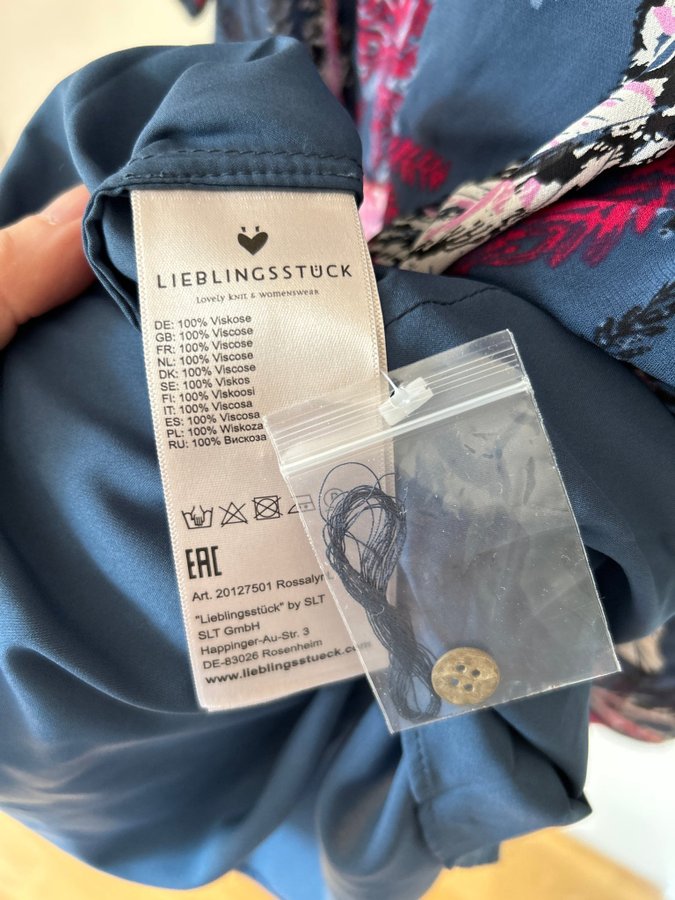 LIEBLINGSSTÜCK
LOVELY KNIT & WOMENSWEAR
DE: 100% Viskose
GB: 100% Viscose
FR: 100% Viscose
NL: 100% Viscose
DK: 100% Viscose
SE: 100% Viskos
FI: 100% Viskoosi
IT: 100% Viscosa
ES: 100% Viscosa
PL: 100% Wiskoza
RU: 100% Вискоза
EAC
Art. 20127501 RossalynL
"Lieblingsstück" by SLT
SLT GmbH
Happinger-Au-Str. 3
DE-83026 Rosenheim
www.lieblingsstueck.com